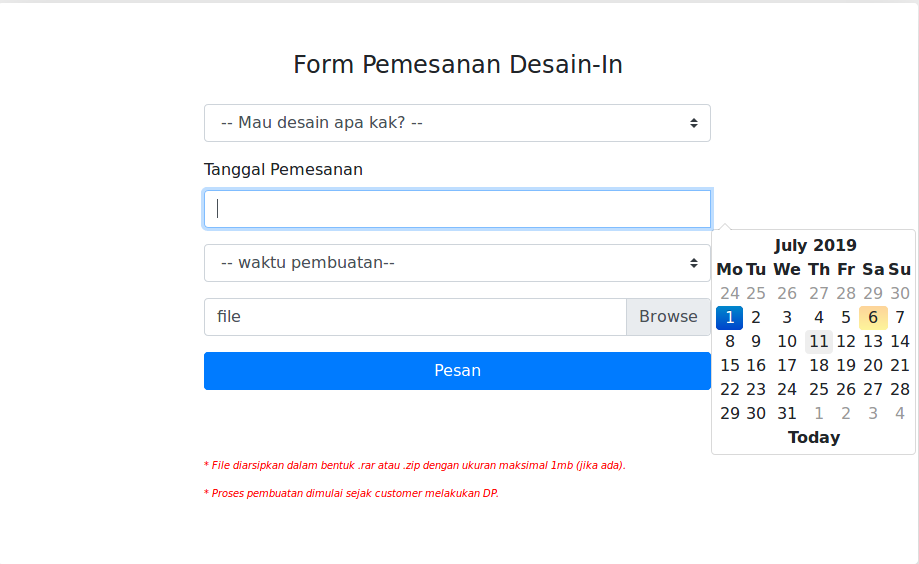 Form Pemesanan Desain-In
-- Mau desain apa kak? --
Tanggal Pemesanan
-- waktu pembuatan--
file Browse
Pesan
July 2019
Mo Tu We Th Fr Sa Su
24 25 26 27 28 29 30
1 2 3 4 5 6 7
8 9 10 11 12 13 14
15 16 17 18 19 20 21
22 23 24 25 26 27 28
29 30 31 1 2 3 4
Today
* File diarsipkan dalam bentuk .rar atau .zip dengan ukuran maksimal 1mb (jika ada).
* Proses pembuatan dimulai sejak customer melakukan DP.